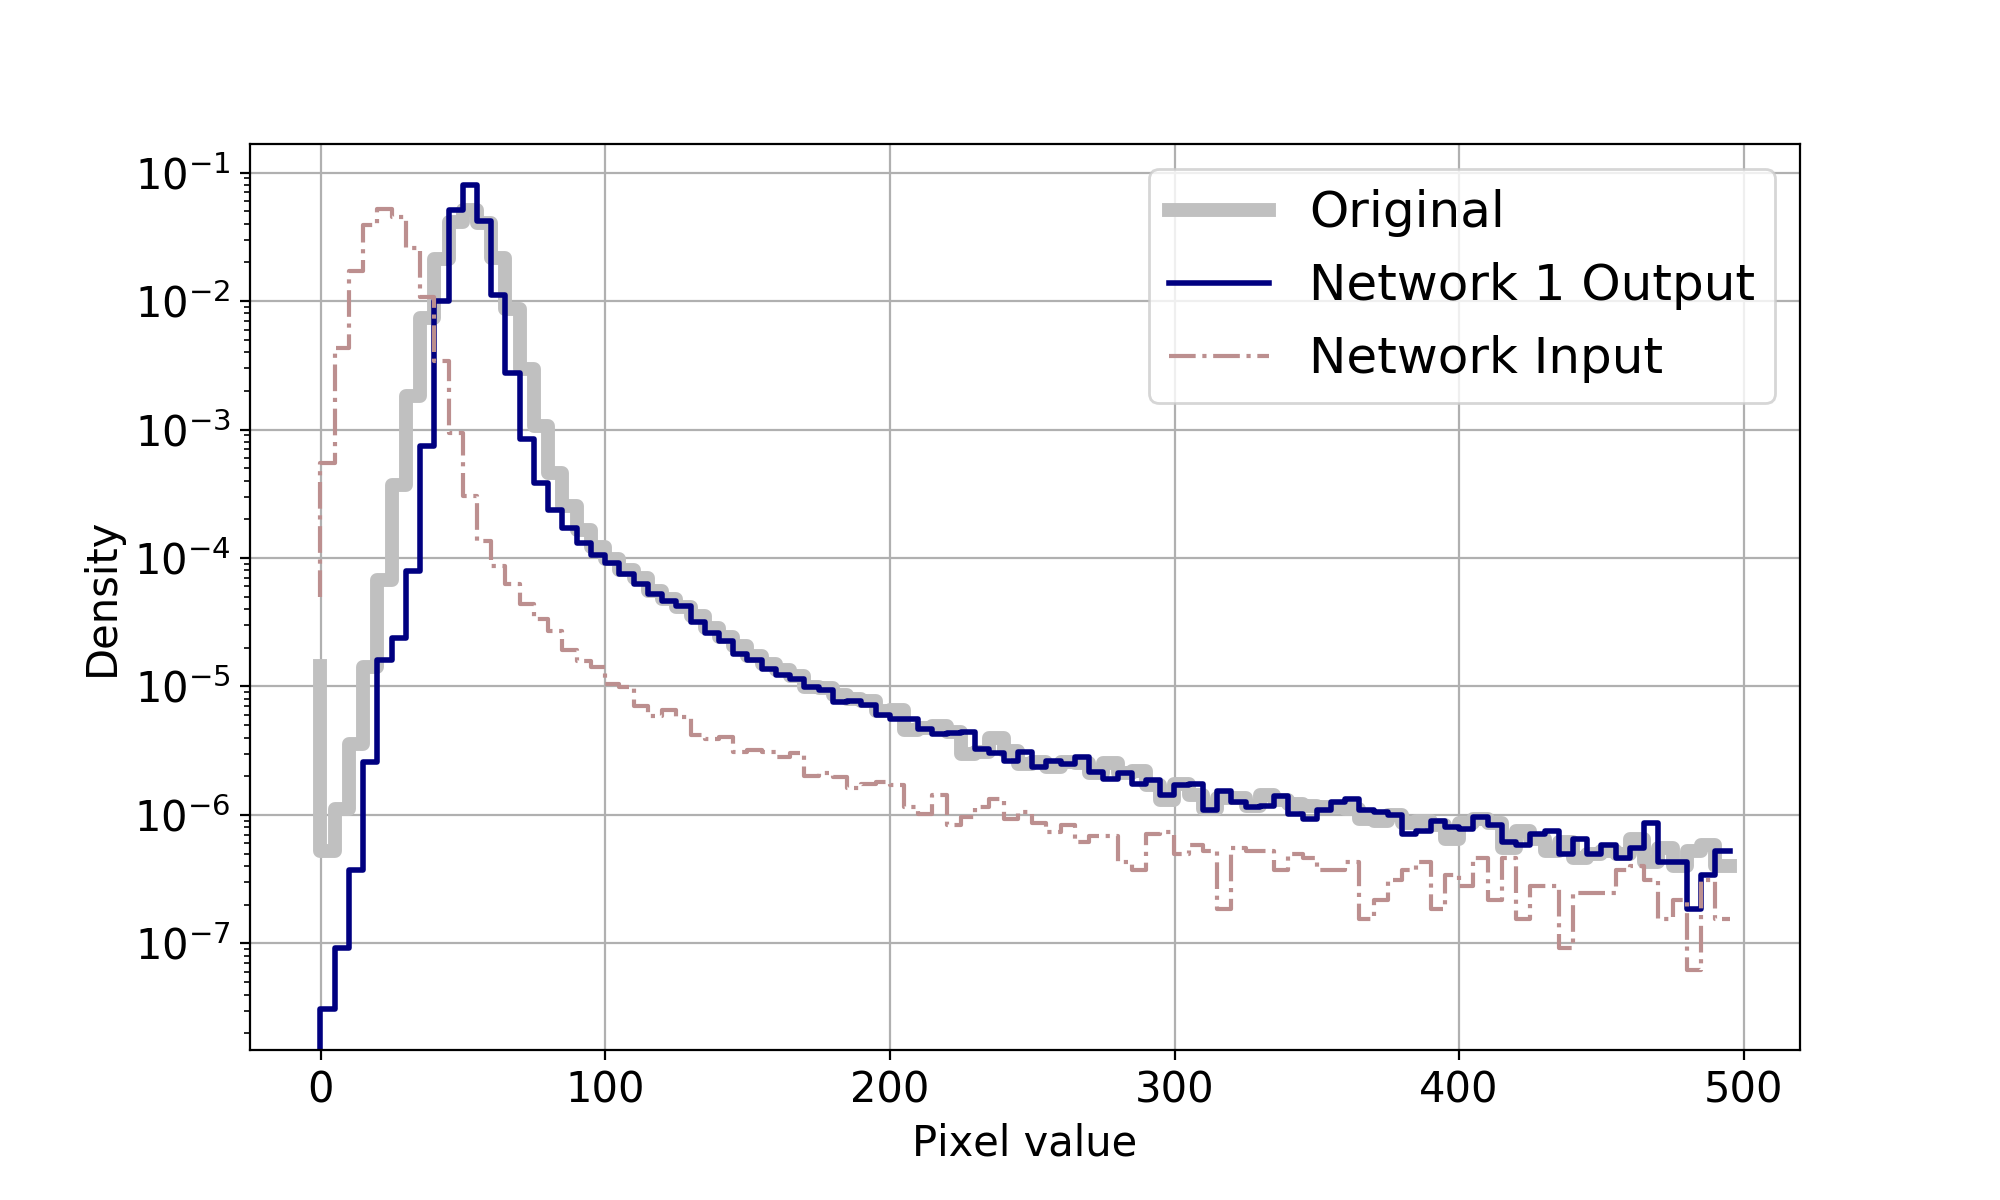 Original
Network 1 Output
Network Input
10⁻¹
10⁻²
10⁻³
10⁻⁴
10⁻⁵
10⁻⁶
10⁻⁷
Density
0 100 200 300 400 500
Pixel value